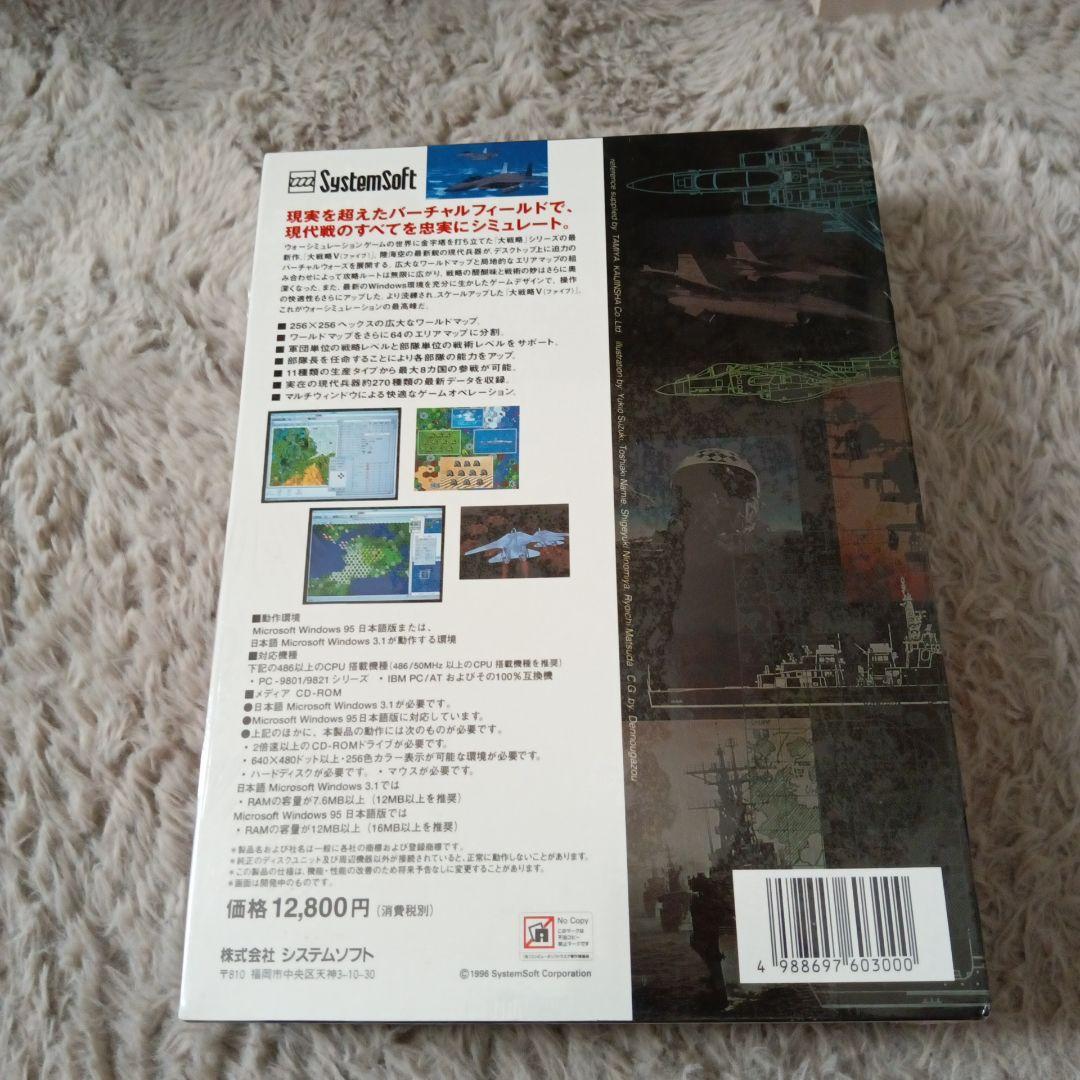 SystemSoft
現実を超えたバーチャルフィールドで、
現代戦のすべてを忠実にシミュレート。
ウォーシミュレーションゲームの世界に金字塔を打ち立てた「大戦略」シリーズの最
新作、「大戦略V(ファイブ)」。陸海空の最新鋭の現代兵器が、デスクトップ上に迫力の
バーチャルウォーズを展開する。広大なワールドマップと局地的なエリアマップの組
み合わせによって攻略ルートは無限に広がり、戦略の醍醐味と戦術の妙はさらに奥
深くなった。また、最新のWindows環境を充分に生かしたゲームデザインで、操作
の快適性もさらにアップした。より洗練され、スケールアップした「大戦略V(ファイブ)」。
これがウォーシミュレーションの最高峰だ。
■ 256×256ヘックスの広大なワールドマップ。
■ ワールドマップをさらに64のエリアマップに分割。
■ 軍団単位の戦略レベルと部隊単位の戦術レベルをサポート。
■ 部隊長を任命することにより各部隊の能力をアップ。
■ 11種類の生産タイプから最大8カ国の参戦が可能。
■ 実在の現代兵器約270種類の最新データを収録。
■ マルチウィンドウによる快適なゲームオペレーション。
■動作環境
Microsoft Windows 95 日本語版または、
日本語 Microsoft Windows 3.1が動作する環境
■対応機種
下記の486以上のCPU 搭載機種(486/50MHz 以上のCPU 搭載機種を推奨)
・PC-9801/9821 シリーズ ・IBM PC/AT およびその100%互換機
■メディア CD-ROM
●日本語 Microsoft Windows 3.1が必要です。
●Microsoft Windows 95日本語版に対応しています。
●上記のほかに、本製品の動作には次のものが必要です。
・2倍速以上のCD-ROMドライブが必要です。
・640×480ドット以上・256色カラー表示が可能な環境が必要です。
・ハードディスクが必要です。 ・マウスが必要です。
日本語 Microsoft Windows 3.1では
・RAMの容量が7.6MB以上(12MB以上を推奨)
Microsoft Windows 95 日本語版では
・RAMの容量が12MB以上(16MB以上を推奨)
*製品名および社名は一般に各社の商標および登録商標です。
*純正のディスクユニット及び周辺機器以外が接続されていると、正常に動作しないことがあります。
*この製品の仕様は、機能・性能の改善のため将来予告なしに変更することがあります。
*画面は開発中のものです。
価格12,800円(消費税別)
株式会社 システムソフト
〒810 福岡市中央区天神3-10-30
No Copy
このマークは
不法コピー
禁止マークです
©1996 SystemSoft Corporation
reference supplied by: TAMIYA, KAIJINSHA Co. Ltd. illustration by: Yukio Suzuki, Toshiaki Name, Shigeyuki Ninomiya, Ryoichi Matsuda C.G. by: Dennougazou
4 988697 603000